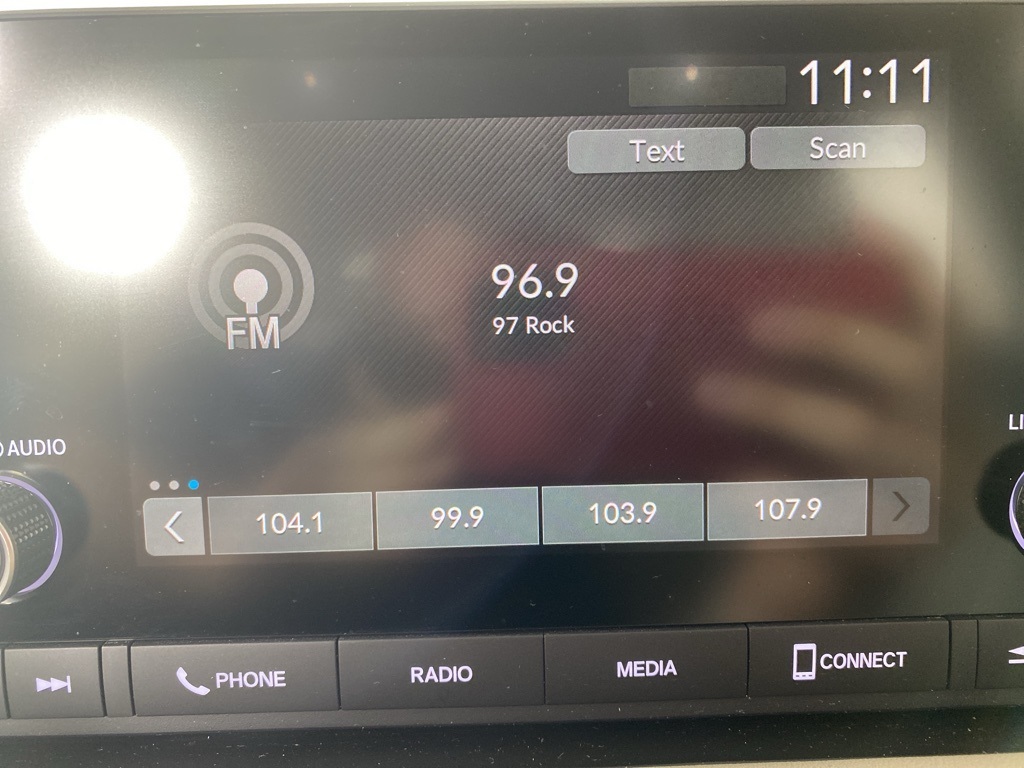 11:11
Text Scan
FM
96.9
97 Rock
AUDIO
LI
104.1 99.9 103.9 107.9
PHONE RADIO MEDIA CONNECT